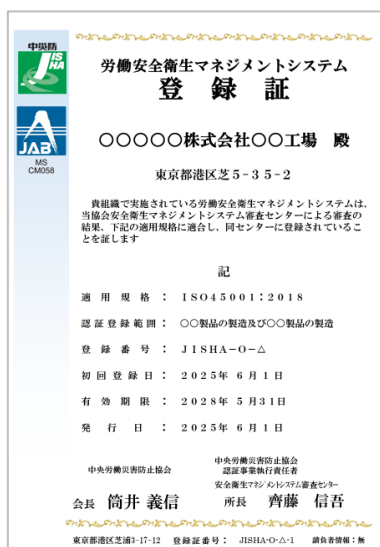 中災防
JISHA
労働安全衛生マネジメントシステム
登録証
JAB
MS
CM058
○○○○○株式会社○○工場 殿
東京都港区芝5-35-2
貴組織で実施されている労働安全衛生マネジメントシステムは、
当協会安全衛生マネジメントシステム審査センターによる審査の
結果、下記の適用規格に適合し、同センターに登録されているこ
とを証します
記
適用規格：ISO45001:2018
認証登録範囲：○○製品の製造及び○○製品の製造
登録番号：JISHA-O-△
初回登録日：2025年 6月1日
有効期限：2028年 5月31日
発行日：2025年 6月1日
中央労働災害防止協会
会長 筒井 義信
中央労働災害防止協会
認証事業執行責任者
安全衛生マネジメントシステム審査センター
所長 齊藤 信吾
東京都港区芝浦3-17-12 登録証番号： JISHA-O-△-1 請負者情報：無